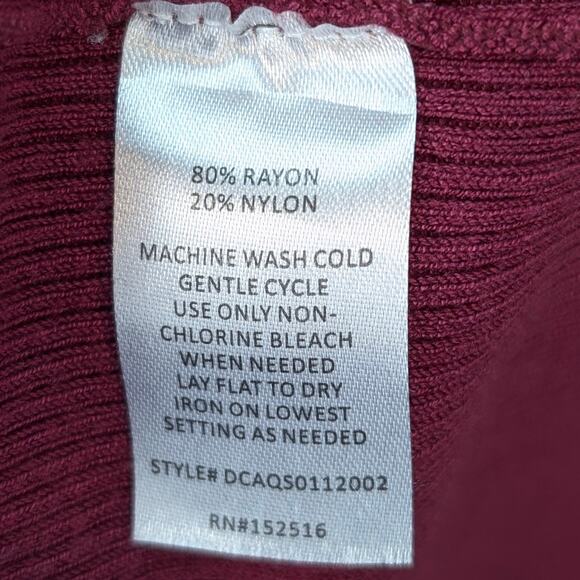 80% RAYON
20% NYLON
MACHINE WASH COLD
GENTLE CYCLE
USE ONLY NON-
CHLORINE BLEACH
WHEN NEEDED
LAY FLAT TO DRY
IRON ON LOWEST
SETTING AS NEEDED
STYLE# DCAQS0112002
RN#152516